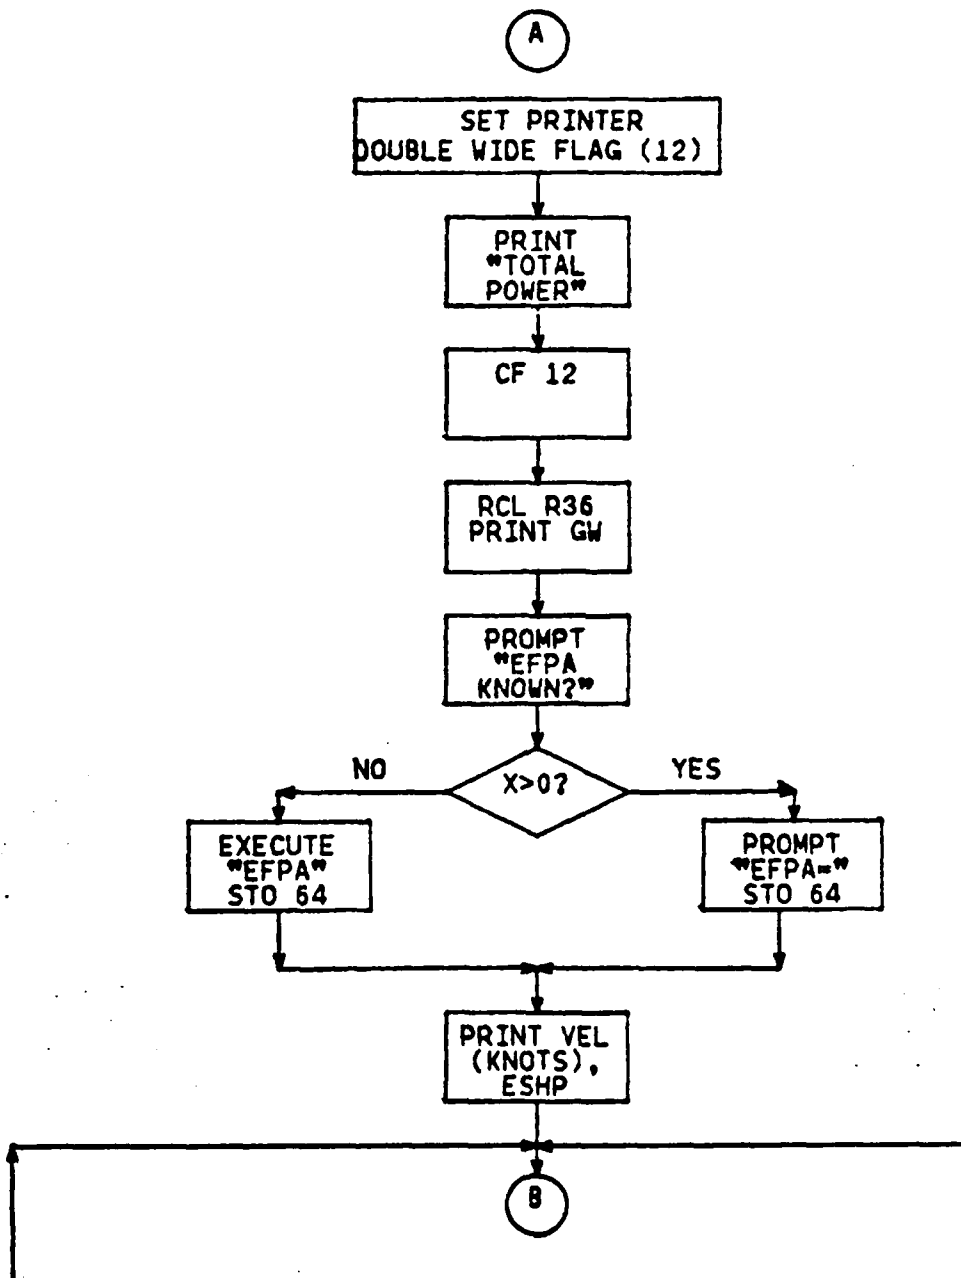 A
SET PRINTER
DOUBLE WIDE FLAG (12)
PRINT
"TOTAL
POWER"
CF 12
RCL R36
PRINT GW
PROMPT
"EFPA
KNOWN?"
NO
X>0?
YES
EXECUTE
"EFPA"
STO 64
PROMPT
"EFPA="
STO 64
PRINT VEL
(KNOTS),
ESHP
B